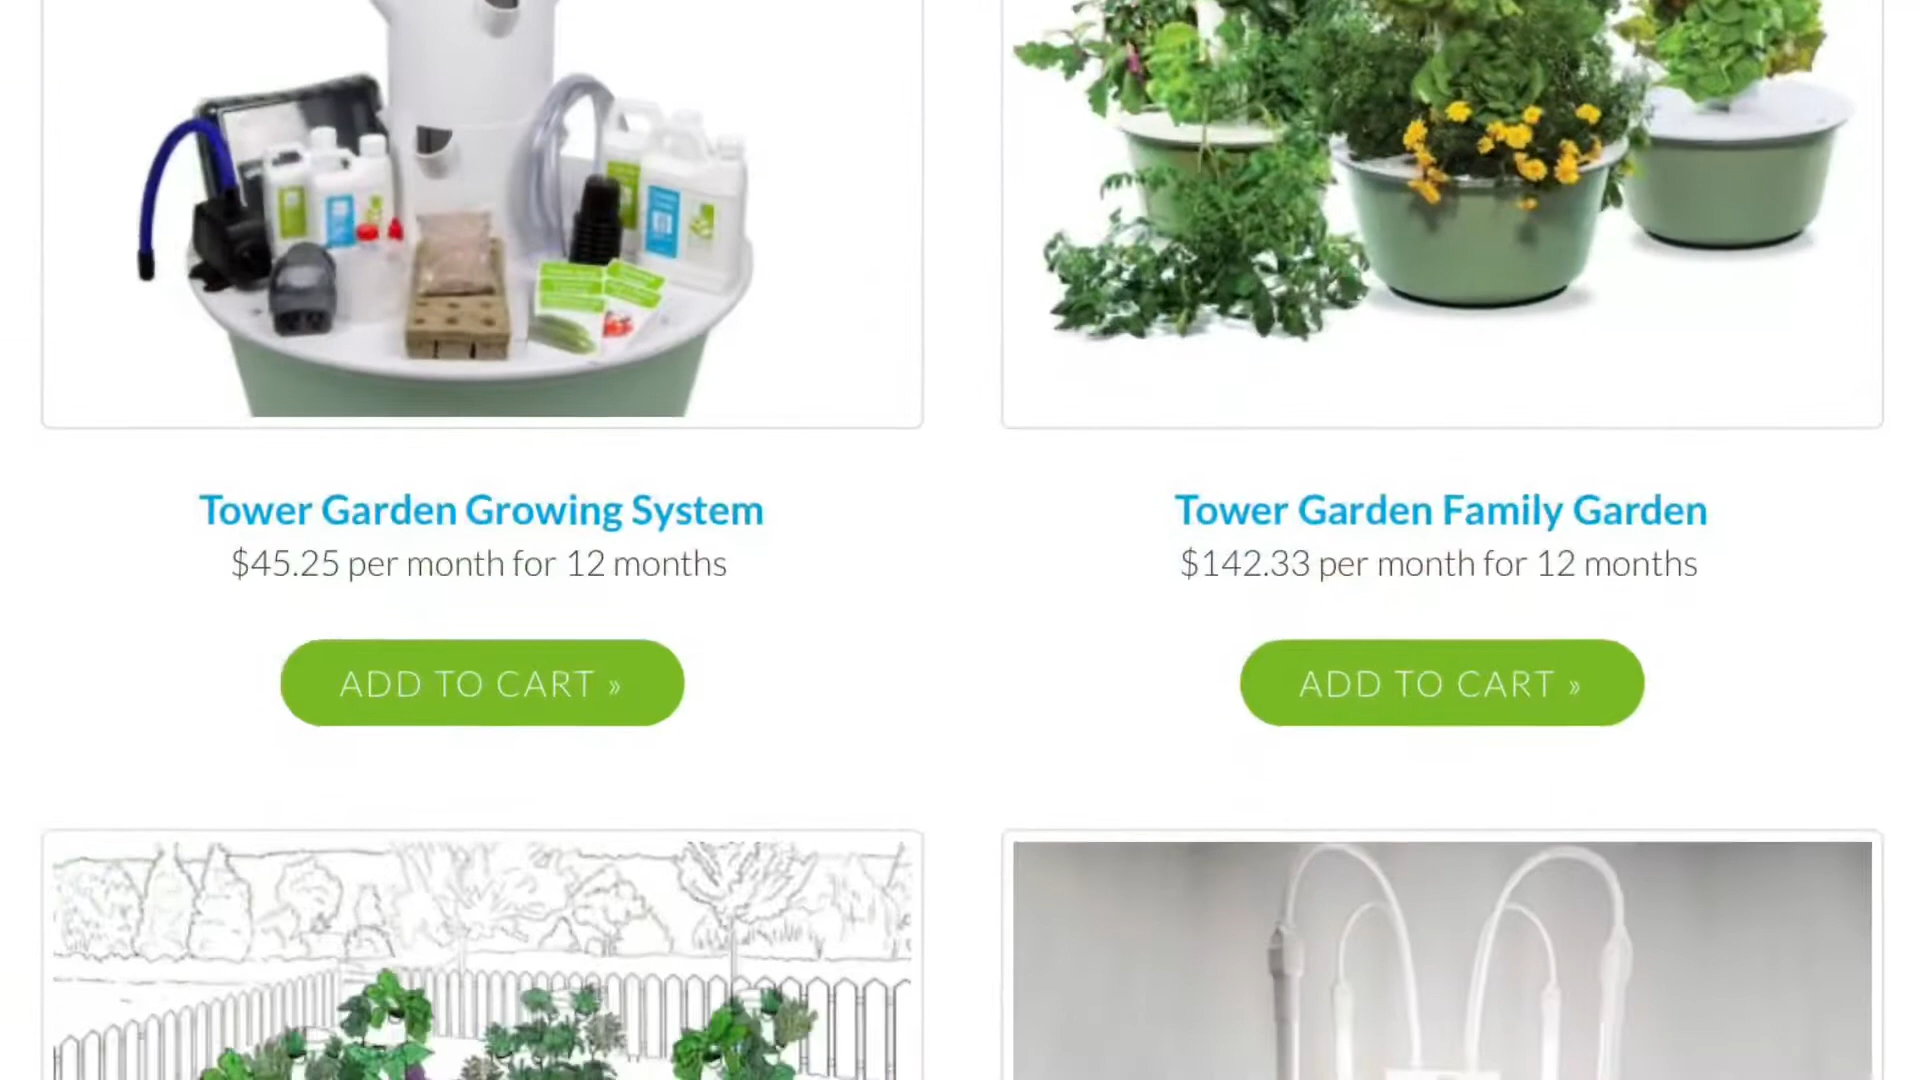 Tower Garden Growing System
$45.25 per month for 12 months
ADD TO CART »
Tower Garden Family Garden
$142.33 per month for 12 months
ADD TO CART »